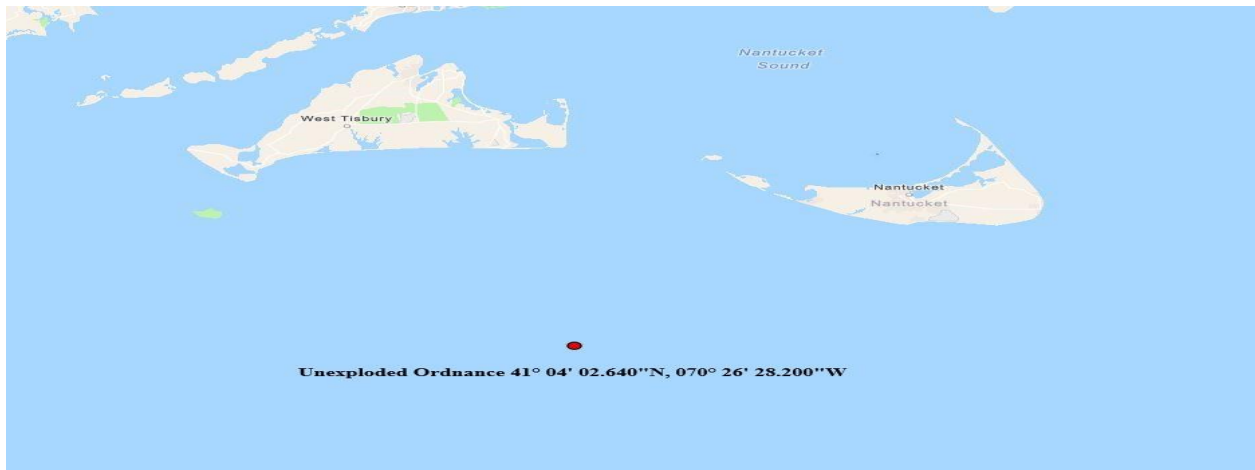 Nantucket
Sound
West Tisbury
Nantucket
Nantucket
Unexploded Ordnance 41° 04' 02.640"N, 070° 26' 28.200"W